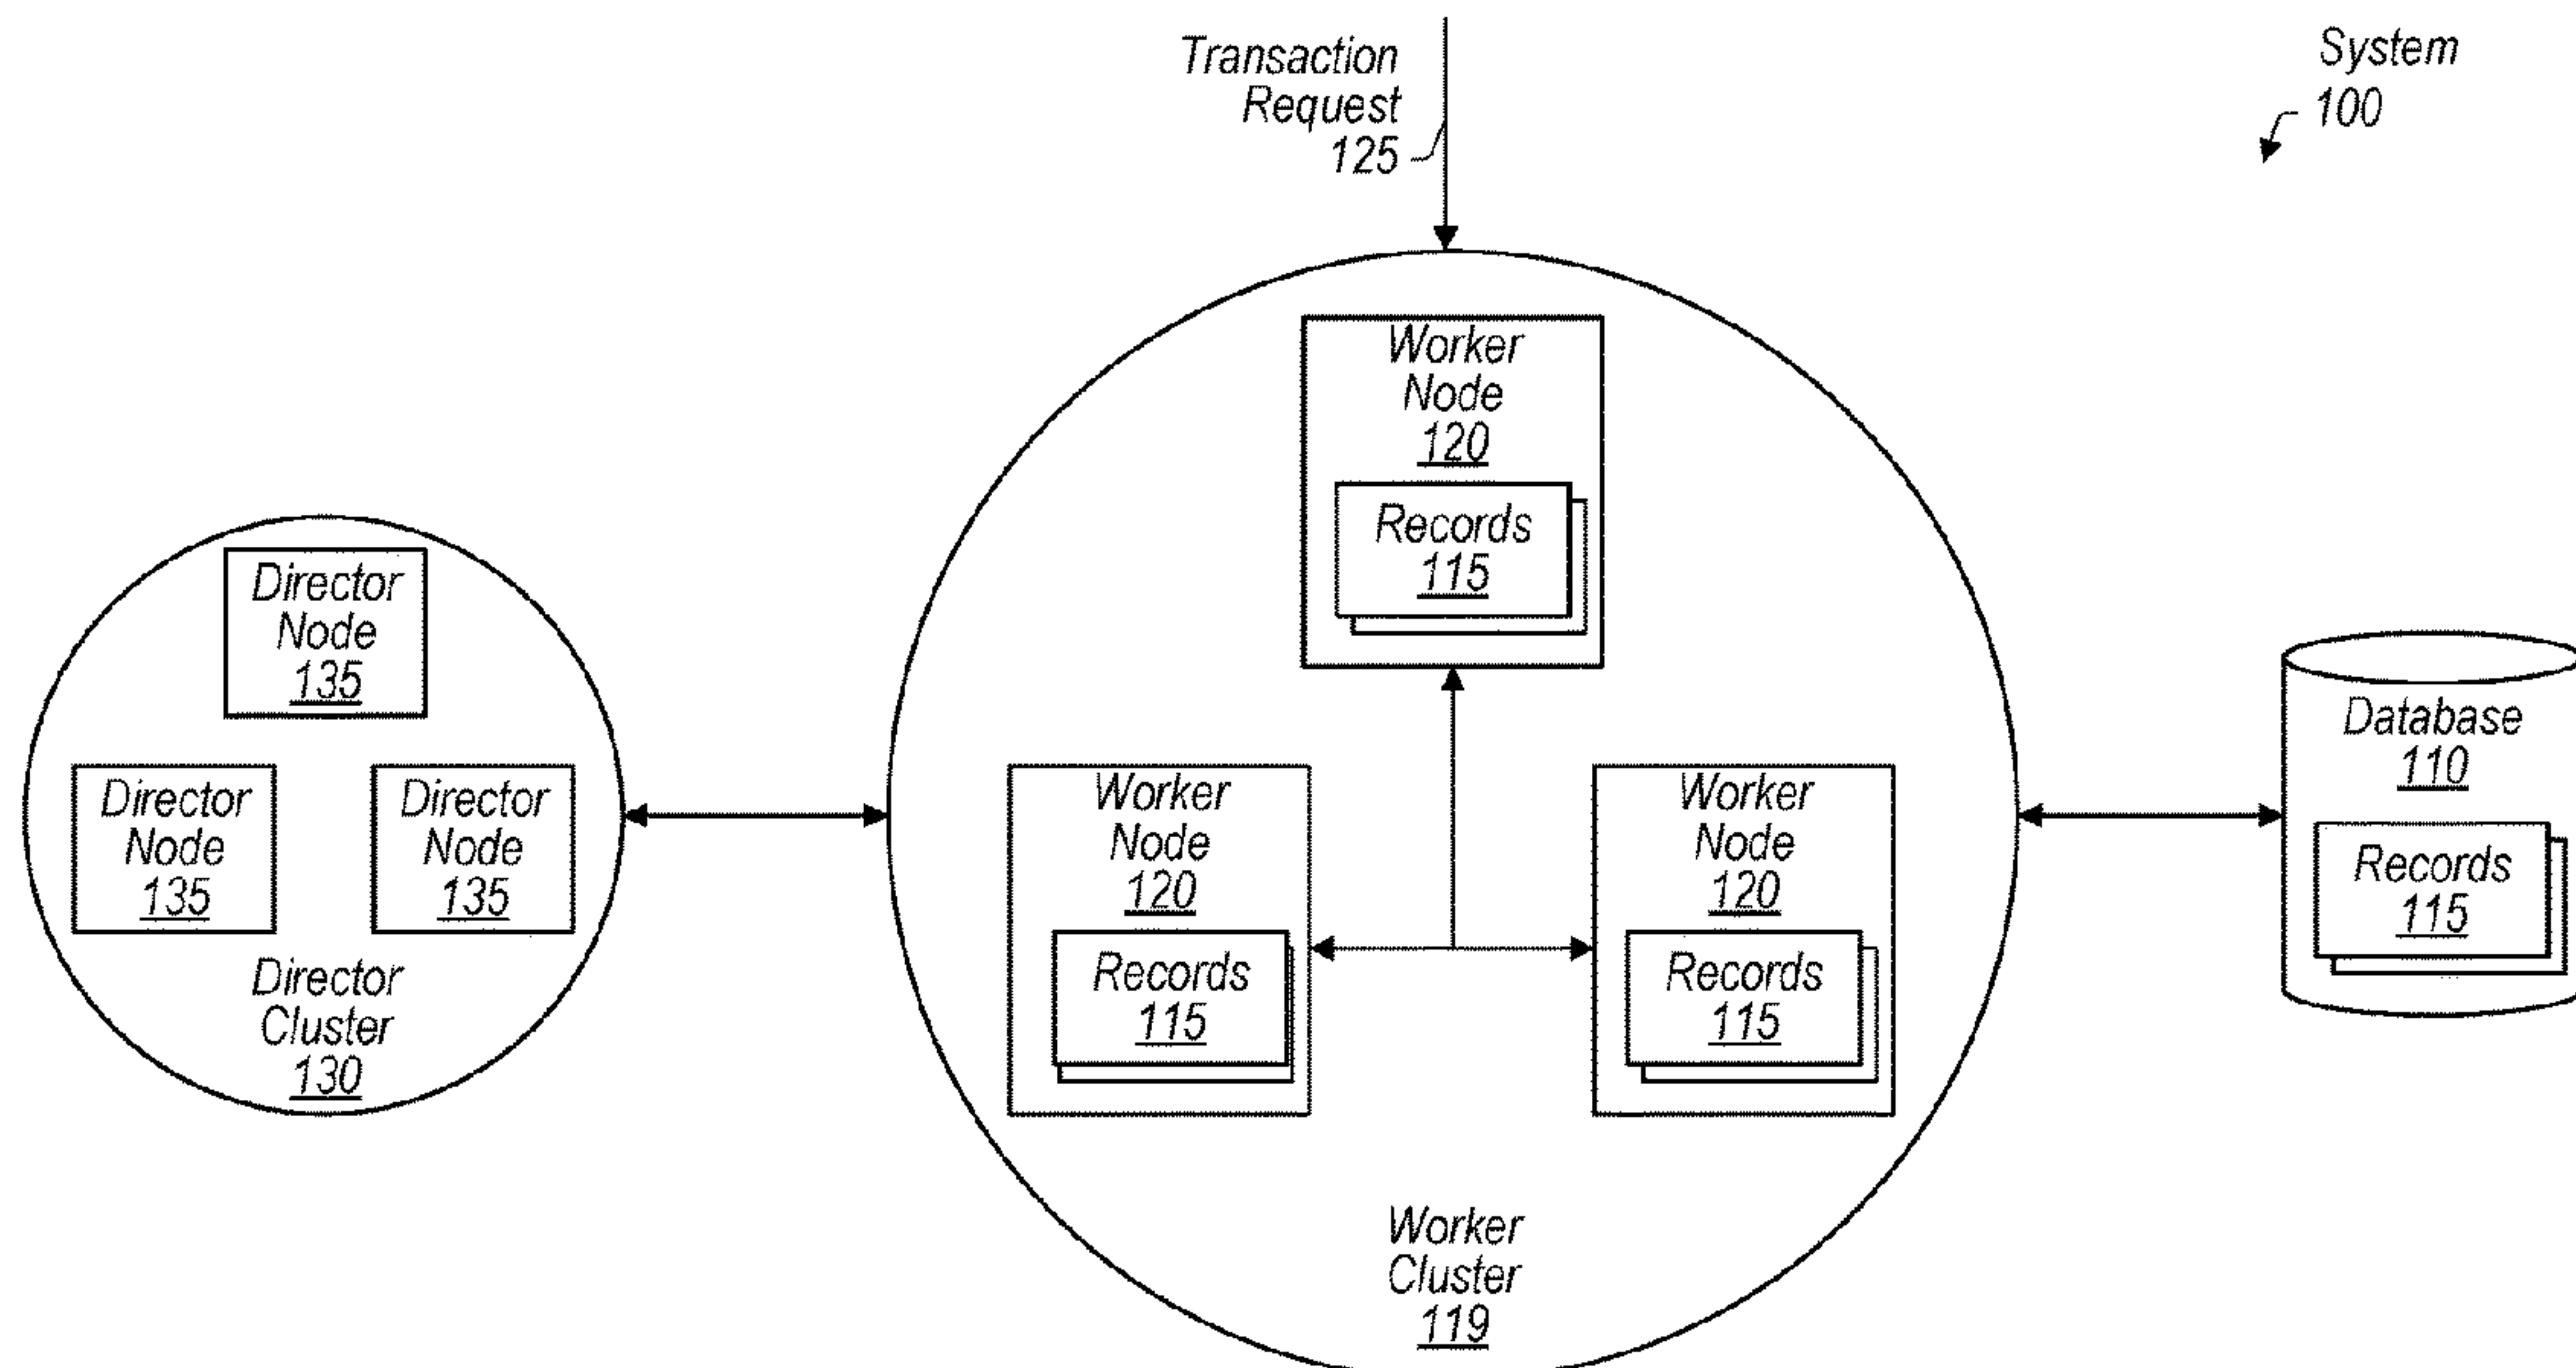 Transaction
Request
125
System
100
Worker
Node
120
Records
115
Director
Node
135
Director
Node
135
Director
Node
135
Director
Cluster
130
Worker
Node
120
Records
115
Worker
Node
120
Records
115
Worker
Cluster
119
Database
110
Records
115